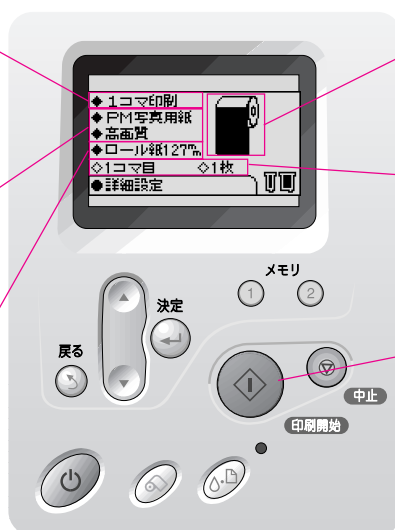 ◆1コマ印刷
◆PM写真用紙
◆高画質
◆ロール紙127㎜
◇1コマ目 ◇1枚
●詳細設定
メモリ
1 2
決定
戻る
中止
印刷開始